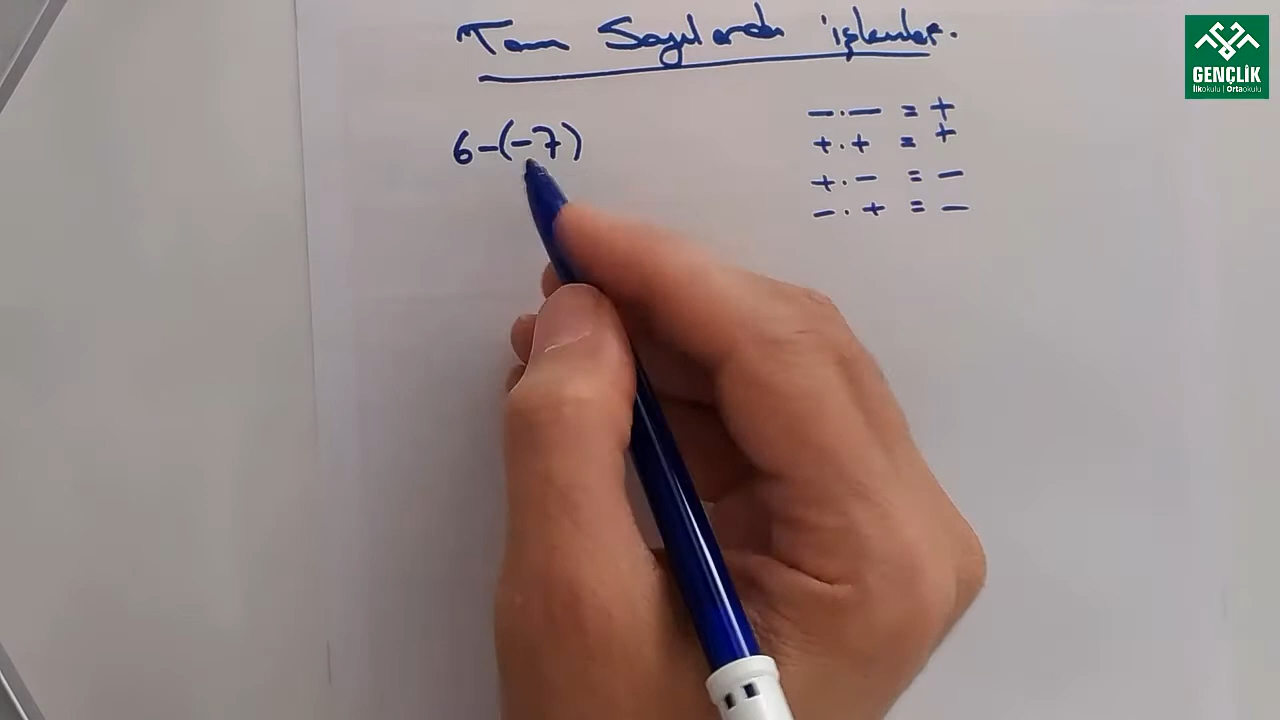 Tam Sayılarda işlemler.
6-(-7)
- . - = +
+ . + = +
+ . - = -
- . + = -
GENÇLİK
İlkokulu | Ortaokulu